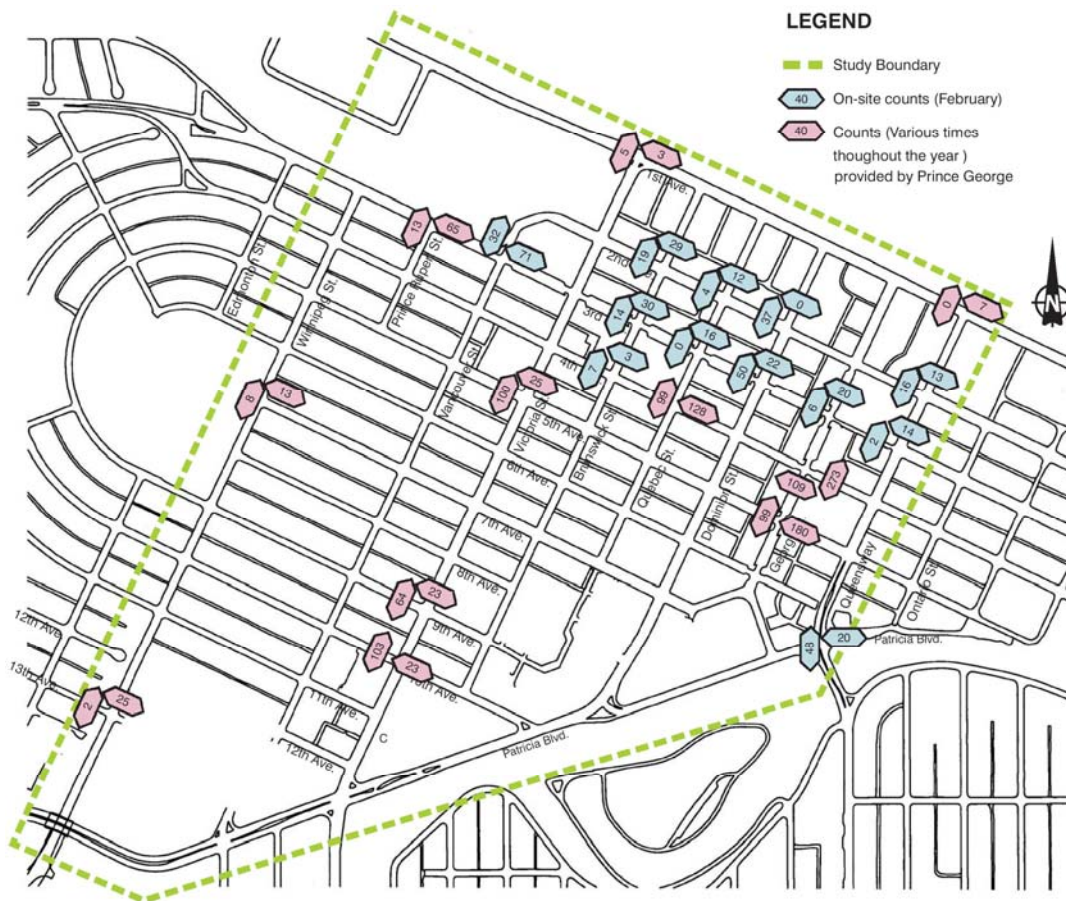 LEGEND
Study Boundary
40
On-site counts (February)
40
Counts (Various times
thoughout the year )
provided by Prince George
N
5
3
1st Ave.
13
65
32
71
19
29
2nd
4
12
37
0
0
7
14
30
3rd
0
16
7
3
4th
50
22
6
20
16
13
2
14
8
13
100
25
99
128
109
273
99
180
Edmonton St.
Winnipeg St.
Prince Rupert St.
Vancouver St.
Victoria St.
Brunswick St.
Quebec St.
Dominion St.
George
Queensway
Ontario St.
5th Ave.
6th Ave.
7th Ave.
8th Ave.
9th Ave.
10th Ave.
11th Ave.
12th Ave.
C
64
23
103
23
48
20
Patricia Blvd.
Patricia Blvd.
12th Ave.
13th Ave.
2
25